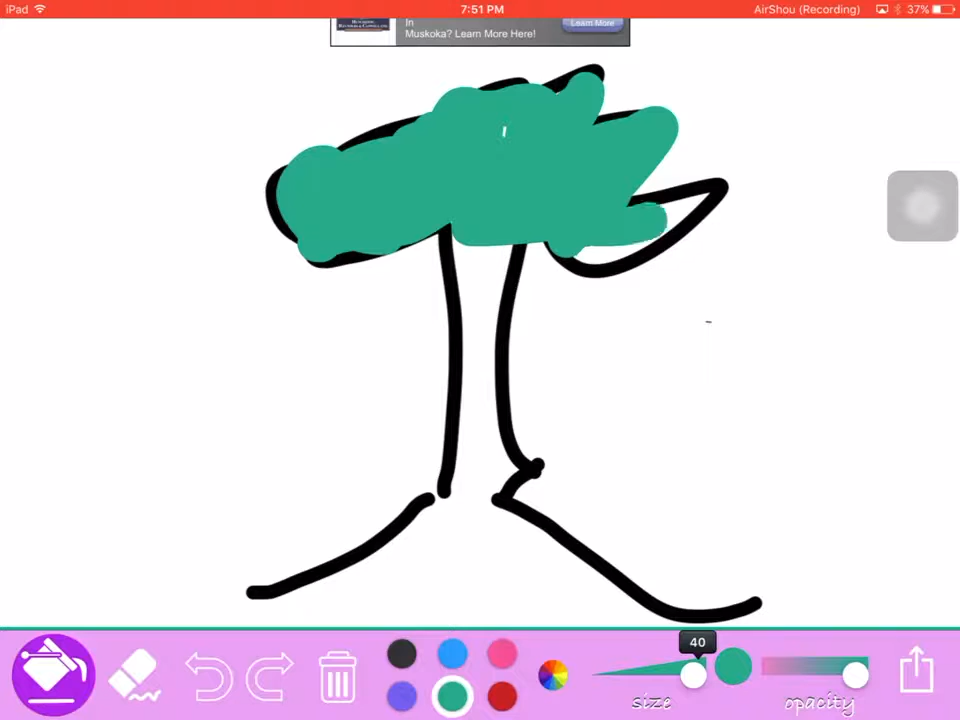 iPad 7:51 PM AirShou (Recording) 37%
In
Muskoka? Learn More Here!
Learn More
40
size opacity